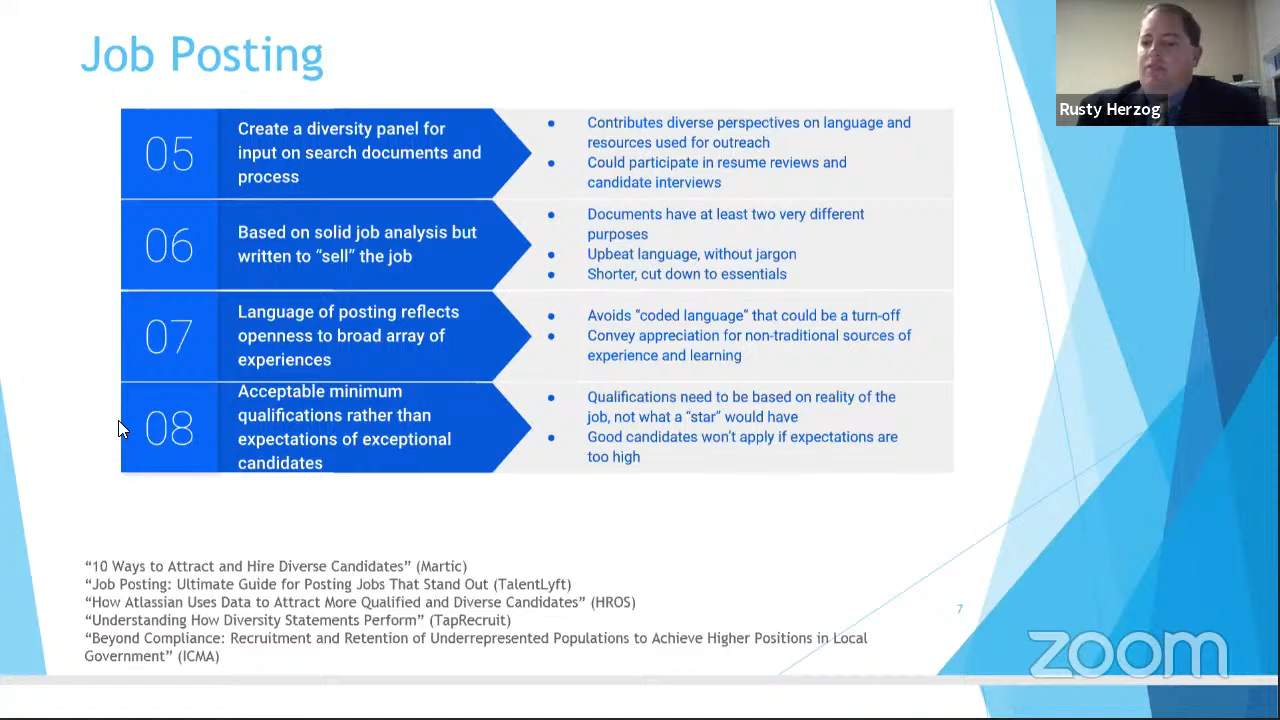 Job Posting
Rusty Herzog
05
Create a diversity panel for
input on search documents and
process
● Contributes diverse perspectives on language and
resources used for outreach
● Could participate in resume reviews and
candidate interviews
06
Based on solid job analysis but
written to “sell” the job
● Documents have at least two very different
purposes
● Upbeat language, without jargon
● Shorter, cut down to essentials
07
Language of posting reflects
openness to broad array of
experiences
● Avoids “coded language” that could be a turn-off
● Convey appreciation for non-traditional sources of
experience and learning
08
Acceptable minimum
qualifications rather than
expectations of exceptional
candidates
● Qualifications need to be based on reality of the
job, not what a “star” would have
● Good candidates won’t apply if expectations are
too high
“10 Ways to Attract and Hire Diverse Candidates” (Martic)
“Job Posting: Ultimate Guide for Posting Jobs That Stand Out (TalentLyft)
“How Atlassian Uses Data to Attract More Qualified and Diverse Candidates” (HROS)
“Understanding How Diversity Statements Perform” (TapRecruit)
“Beyond Compliance: Recruitment and Retention of Underrepresented Populations to Achieve Higher Positions in Local
Government” (ICMA)
7
zoom